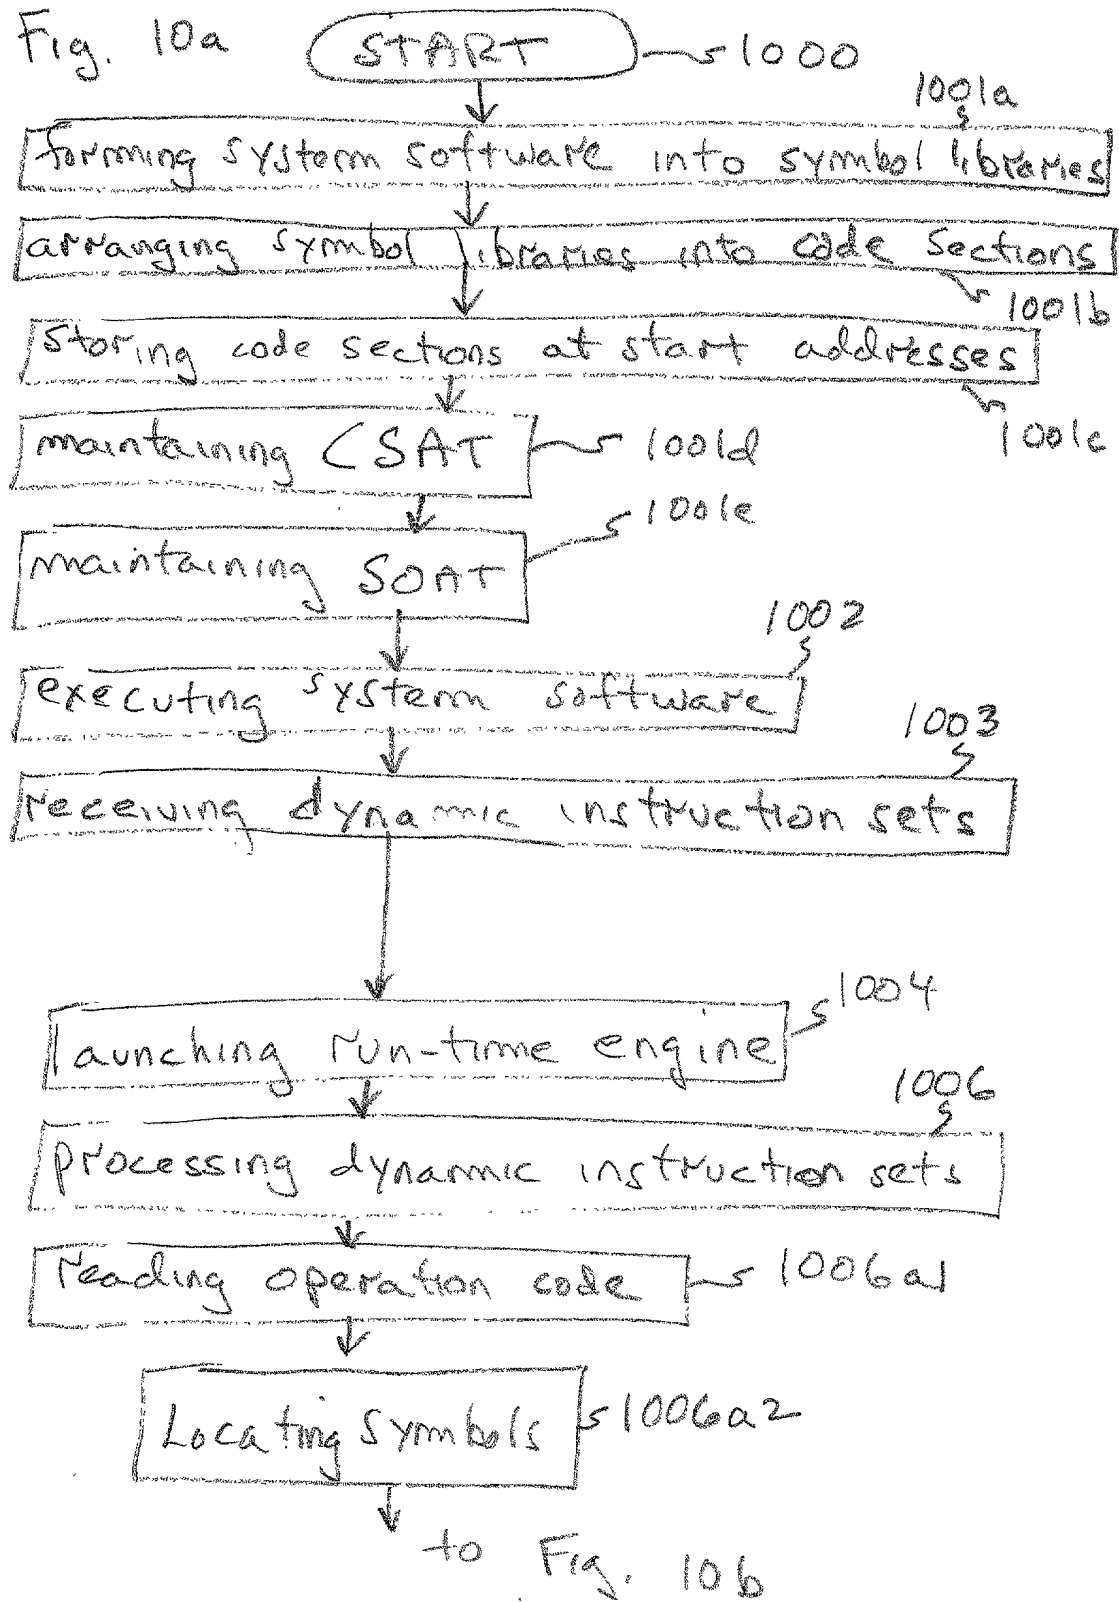 Fig. 10a
START
1000
1001a
forming system software into symbol libraries
arranging symbol libraries into code sections
1001b
storing code sections at start addresses
1001c
maintaining CSAT
1001d
1001e
maintaining SOAT
1002
executing system software
1003
receiving dynamic instruction sets
1004
launching run-time engine
1006
processing dynamic instruction sets
reading operation code
1006a1
Locating symbols
1006a2
to Fig. 10b